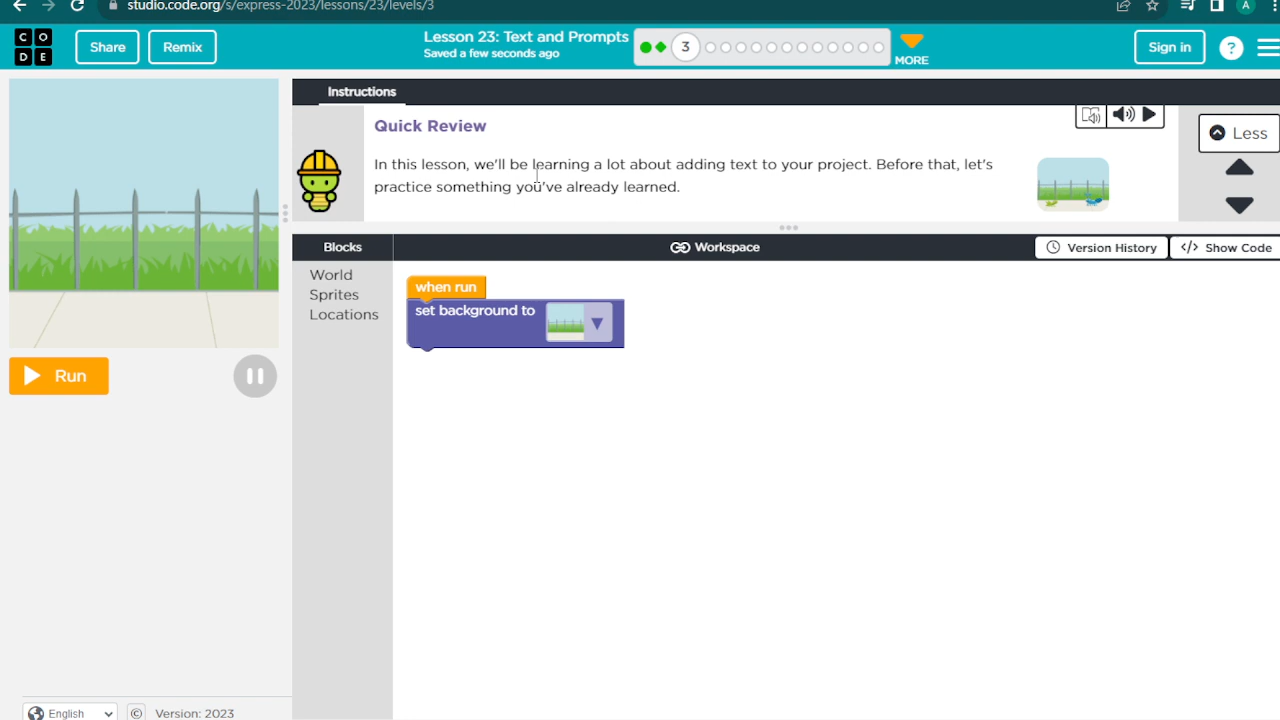 studio.code.org/s/express-2023/lessons/23/levels/3
A
CO
DE
Share
Remix
Lesson 23: Text and Prompts
Saved a few seconds ago
3
MORE
Sign in
?
Instructions
Quick Review
In this lesson, we'll be learning a lot about adding text to your project. Before that, let's
practice something you've already learned.
Less
Blocks
Workspace
Version History
</> Show Code
World
Sprites
Locations
when run
set background to
Run
English
© Version: 2023